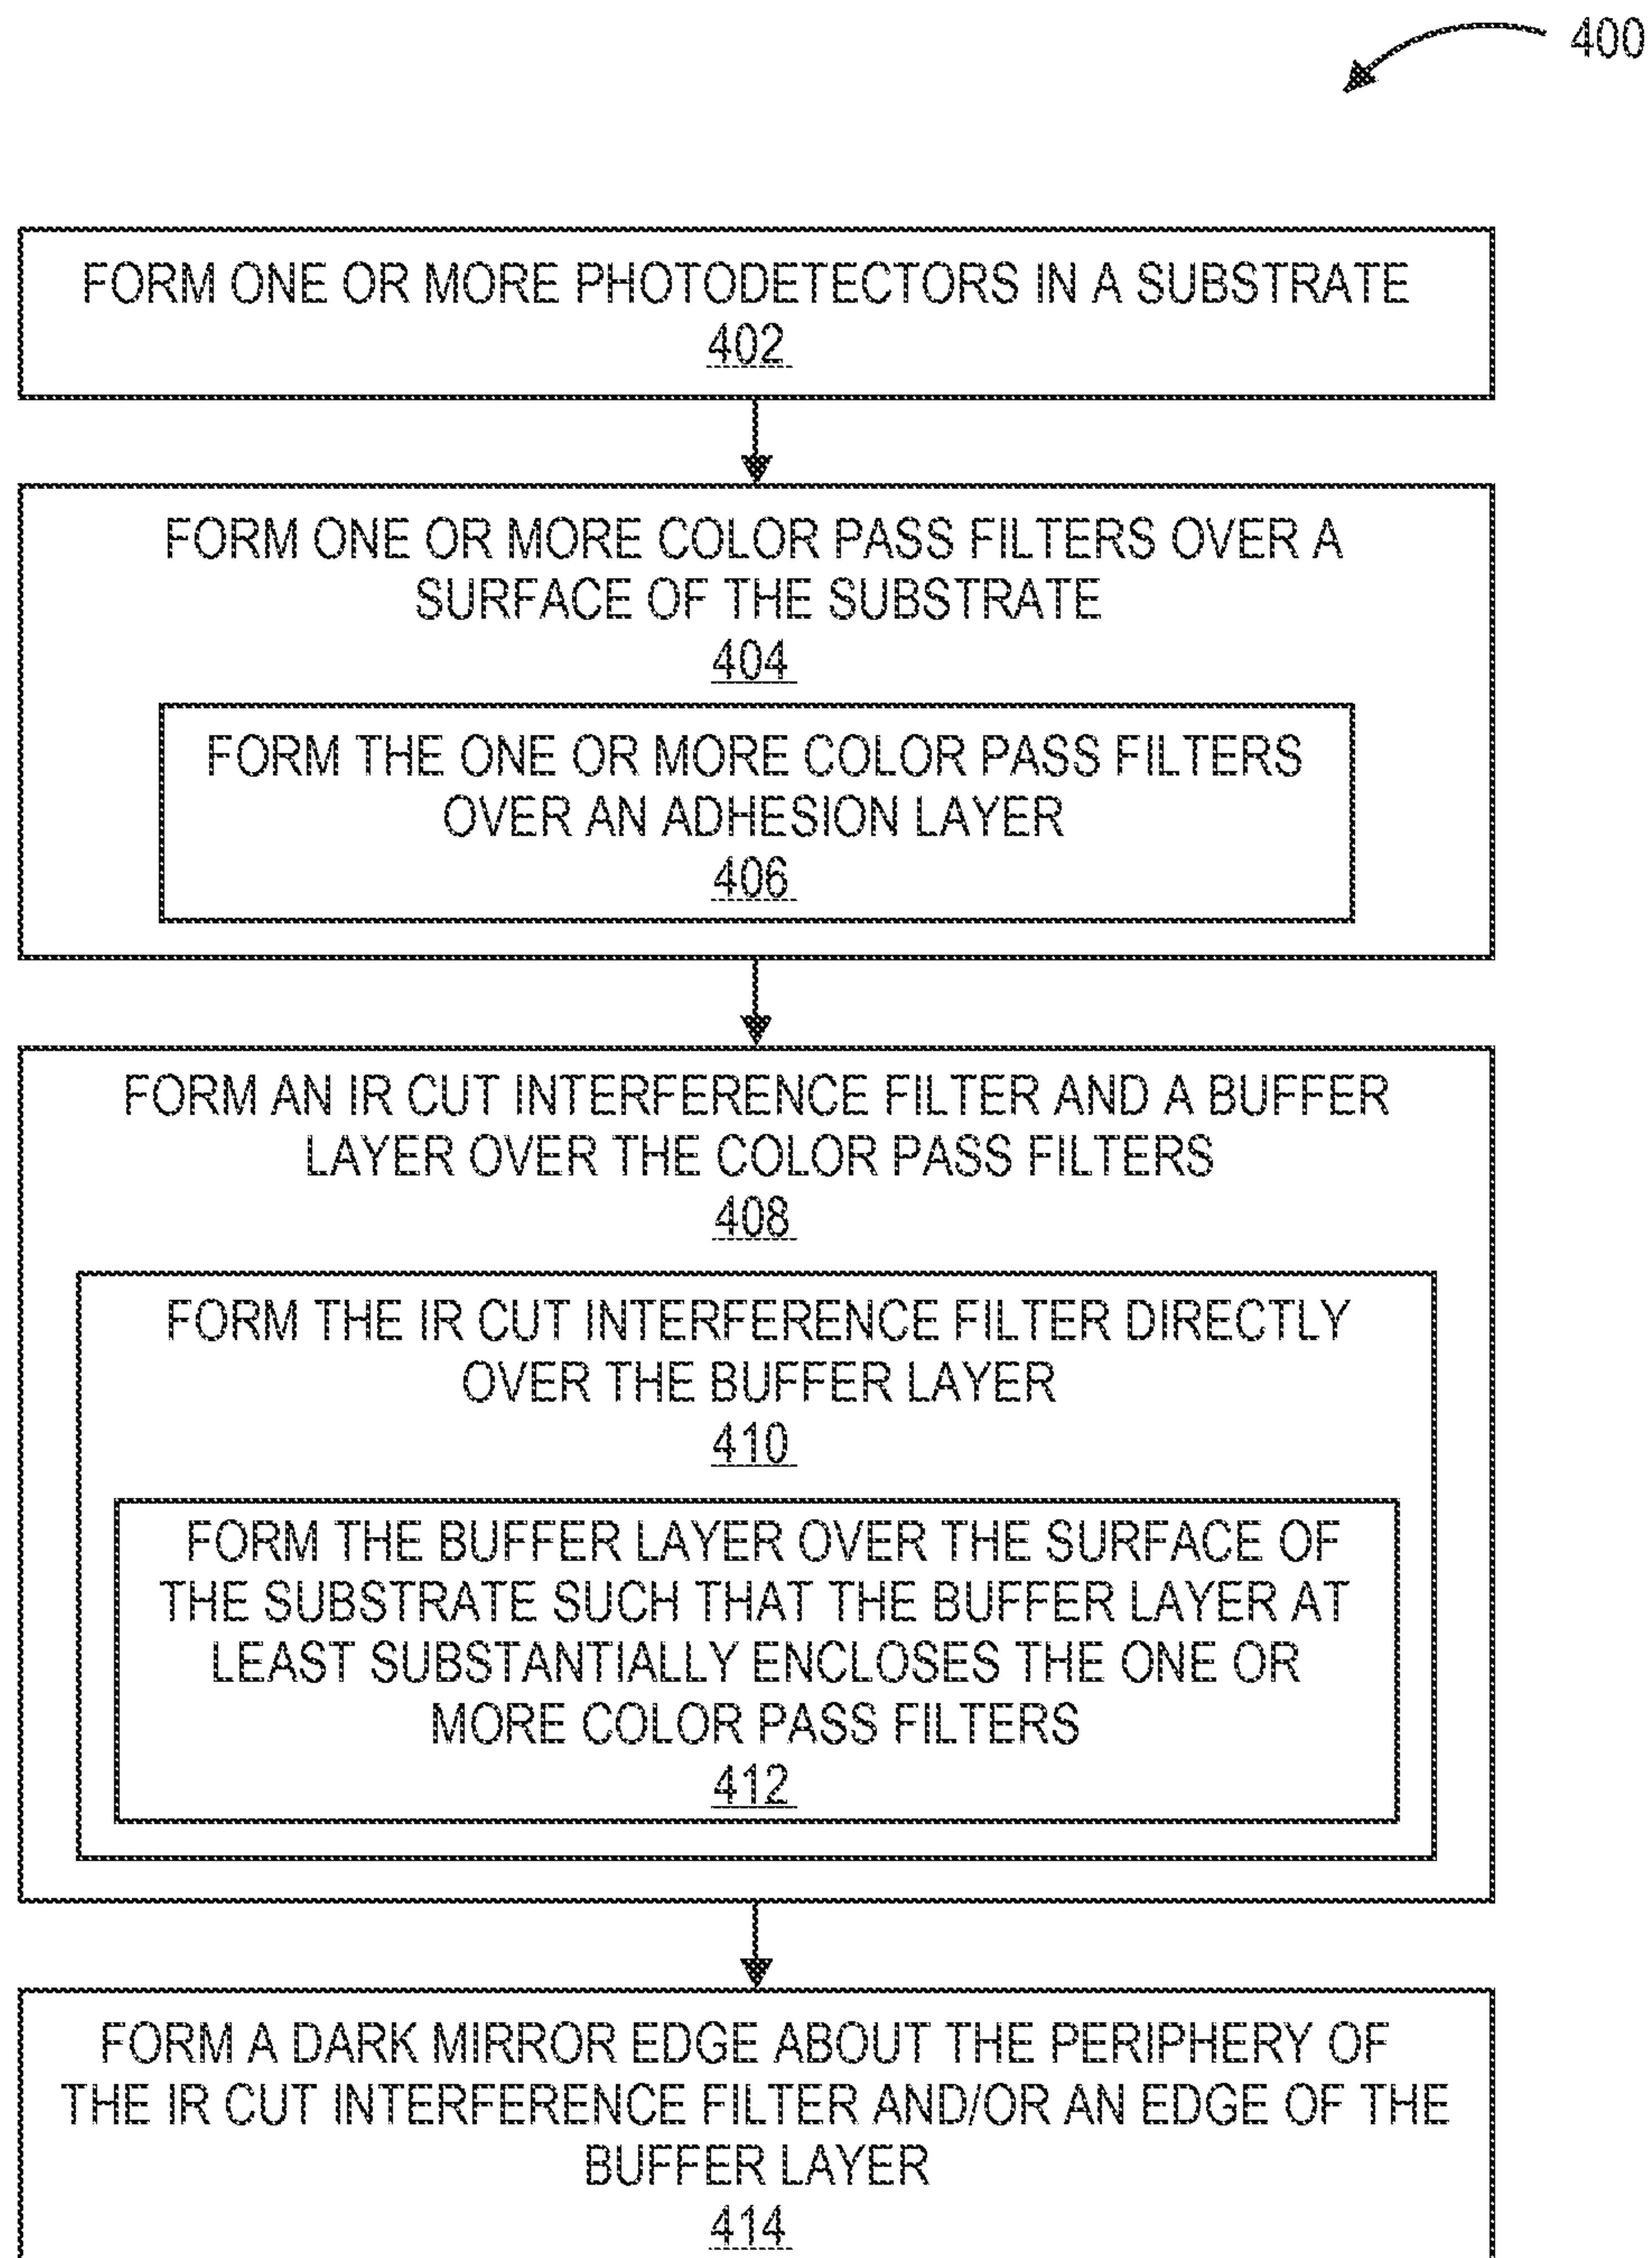 400
FORM ONE OR MORE PHOTODETECTORS IN A SUBSTRATE
402
FORM ONE OR MORE COLOR PASS FILTERS OVER A
SURFACE OF THE SUBSTRATE
404
FORM THE ONE OR MORE COLOR PASS FILTERS
OVER AN ADHESION LAYER
406
FORM AN IR CUT INTERFERENCE FILTER AND A BUFFER
LAYER OVER THE COLOR PASS FILTERS
408
FORM THE IR CUT INTERFERENCE FILTER DIRECTLY
OVER THE BUFFER LAYER
410
FORM THE BUFFER LAYER OVER THE SURFACE OF
THE SUBSTRATE SUCH THAT THE BUFFER LAYER AT
LEAST SUBSTANTIALLY ENCLOSES THE ONE OR
MORE COLOR PASS FILTERS
412
FORM A DARK MIRROR EDGE ABOUT THE PERIPHERY OF
THE IR CUT INTERFERENCE FILTER AND/OR AN EDGE OF THE
BUFFER LAYER
414